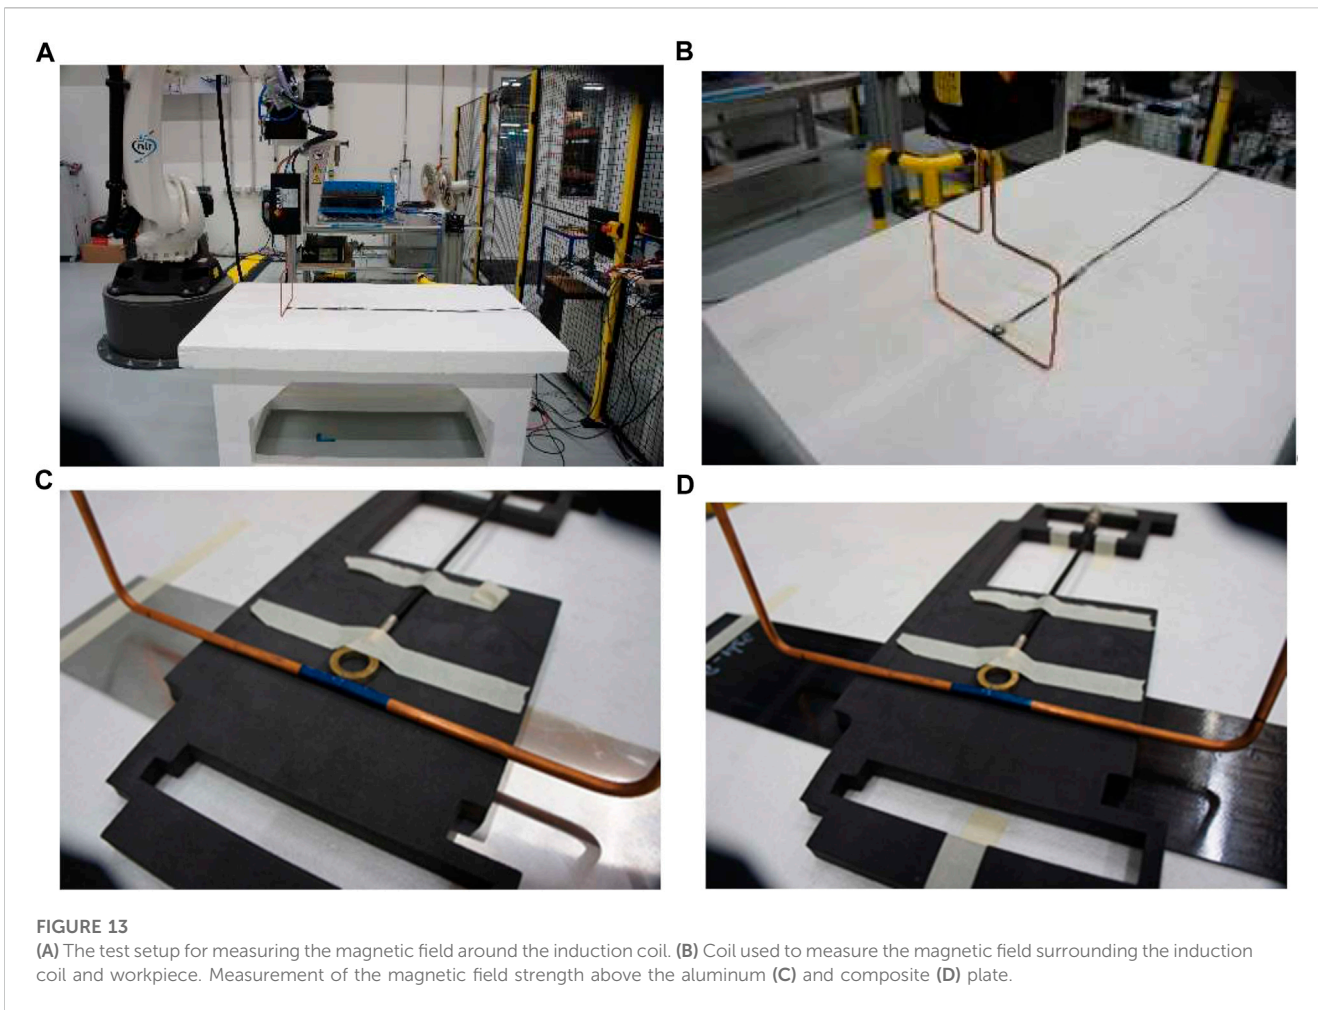 A
B
nlr
C
D
FIGURE 13
(A) The test setup for measuring the magnetic field around the induction coil. (B) Coil used to measure the magnetic field surrounding the induction
coil and workpiece. Measurement of the magnetic field strength above the aluminum (C) and composite (D) plate.